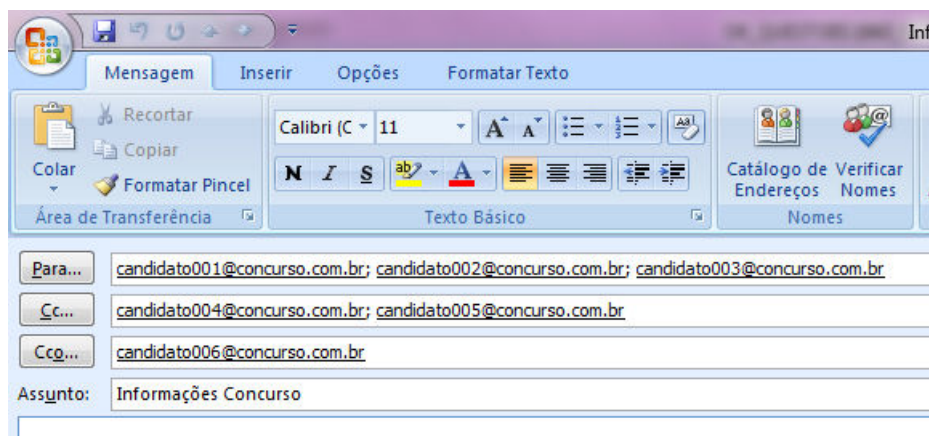 Inf
Mensagem Inserir Opções Formatar Texto
Recortar
Copiar
Colar
Formatar Pincel
Área de Transferência
Calibri (C 11
N I S ab A
Texto Básico
Catálogo de Endereços
Verificar Nomes
Nomes
Para... candidato001@concurso.com.br; candidato002@concurso.com.br; candidato003@concurso.com.br
Cc... candidato004@concurso.com.br; candidato005@concurso.com.br
Cco... candidato006@concurso.com.br
Assunto: Informações Concurso